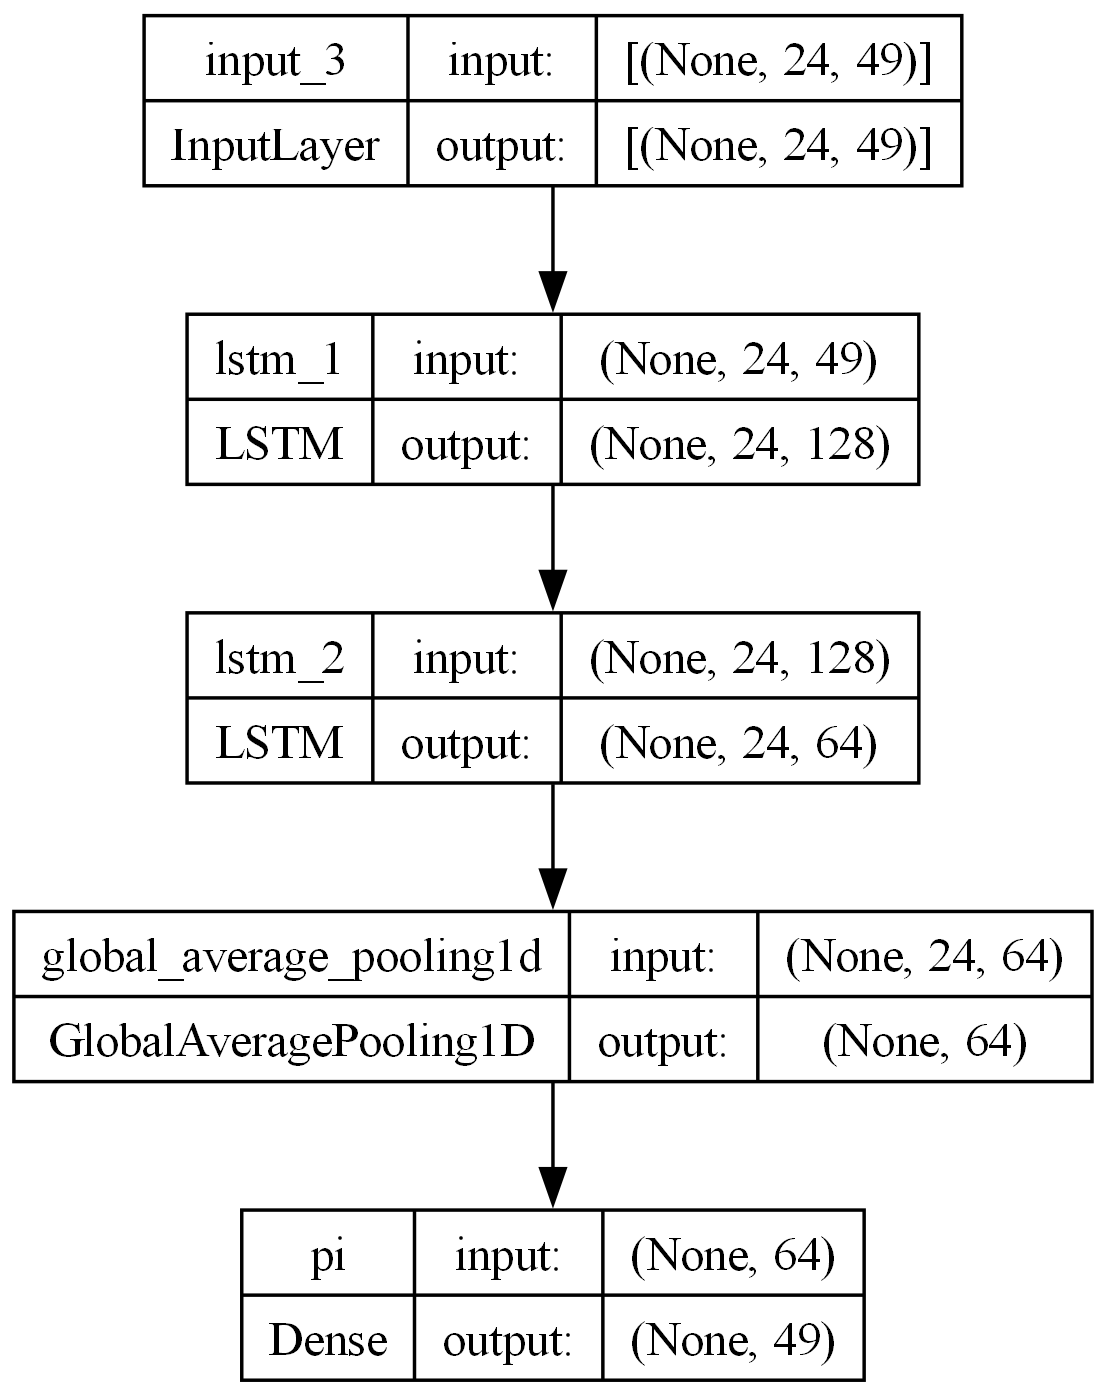 input_3 input: [(None, 24, 49)]
InputLayer output: [(None, 24, 49)]
lstm_1 input: (None, 24, 49)
LSTM output: (None, 24, 128)
lstm_2 input: (None, 24, 128)
LSTM output: (None, 24, 64)
global_average_pooling1d input: (None, 24, 64)
GlobalAveragePooling1D output: (None, 64)
pi input: (None, 64)
Dense output: (None, 49)